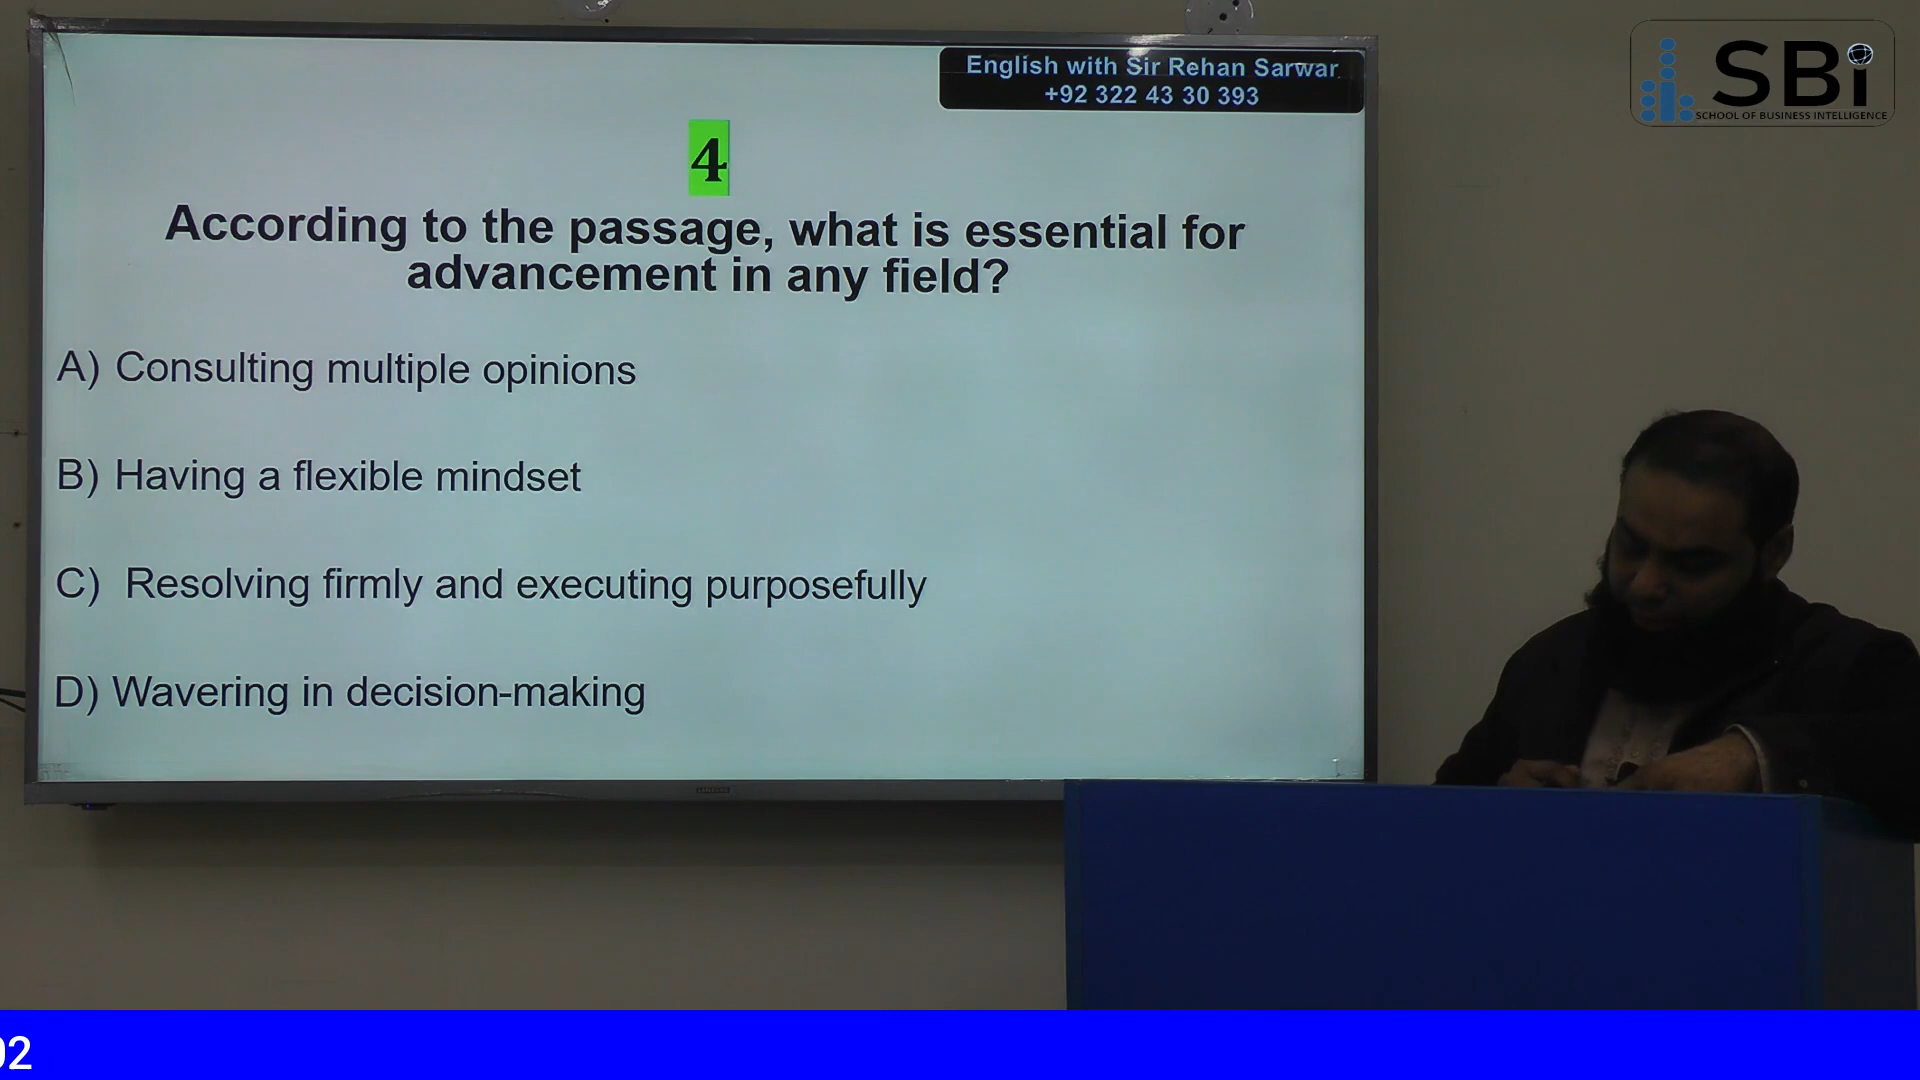 English with Sir Rehan Sarwar
+92 322 43 30 393
SBi
SCHOOL OF BUSINESS INTELLIGENCE
4
According to the passage, what is essential for
advancement in any field?
A) Consulting multiple opinions
B) Having a flexible mindset
C) Resolving firmly and executing purposefully
D) Wavering in decision-making
SAMSUNG
02